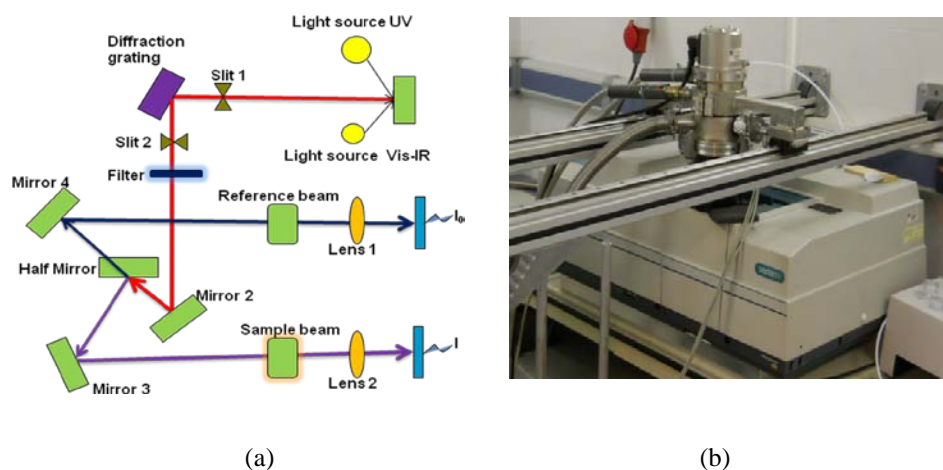 Light source UV
Diffraction
grating
Slit 1
Slit 2
Light source Vis-IR
Filter
Mirror 4
Reference beam
Lens 1
Half Mirror
Mirror 2
Sample beam
I
Mirror 3
Lens 2
(a)
(b)